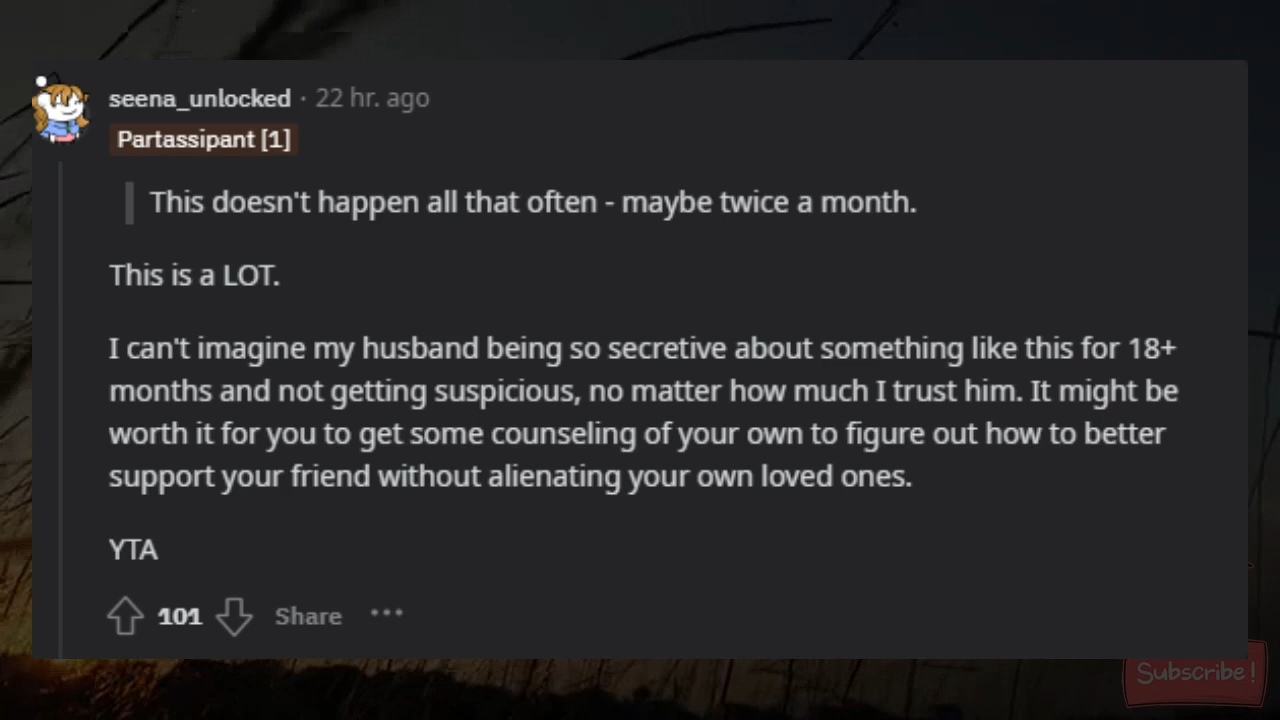 seena_unlocked · 22 hr. ago
Partassipant [1]
This doesn't happen all that often - maybe twice a month.
This is a LOT.
I can't imagine my husband being so secretive about something like this for 18+
months and not getting suspicious, no matter how much I trust him. It might be
worth it for you to get some counseling of your own to figure out how to better
support your friend without alienating your own loved ones.
YTA
101 Share ...
Subscribe!